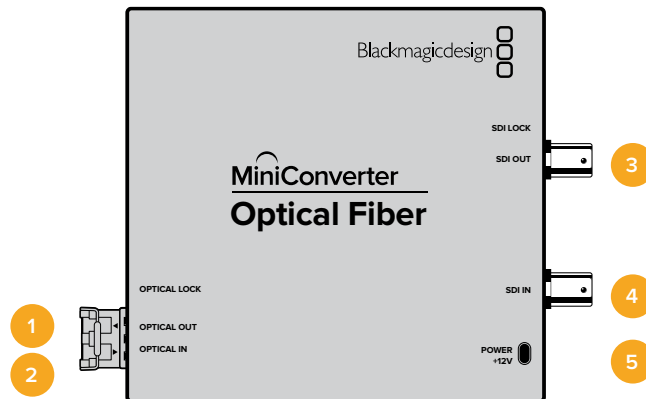 Blackmagicdesign
SDI LOCK
SDI OUT
3
MiniConverter
Optical Fiber
OPTICAL LOCK
SDI IN
4
1
OPTICAL OUT
OPTICAL IN
2
POWER
+12V
5